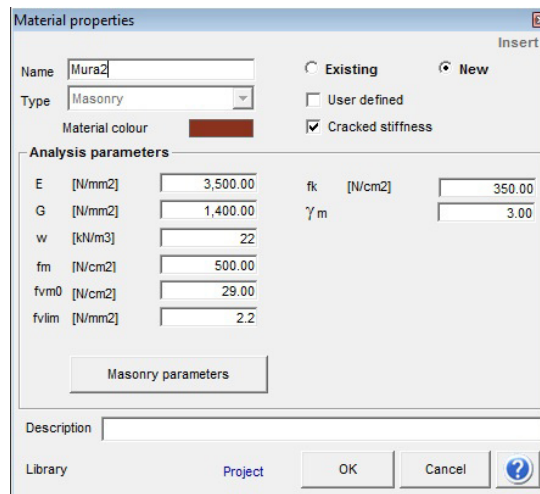 Material properties
Insert
Name Mura2 Existing New
Type Masonry User defined
Material colour Cracked stiffness
Analysis parameters
E [N/mm2] 3,500.00 fk [N/cm2] 350.00
G [N/mm2] 1,400.00 γm 3.00
w [kN/m3] 22
fm [N/cm2] 500.00
fvm0 [N/cm2] 29.00
fvlim [N/mm2] 2.2
Masonry parameters
Description
Library Project OK Cancel ?